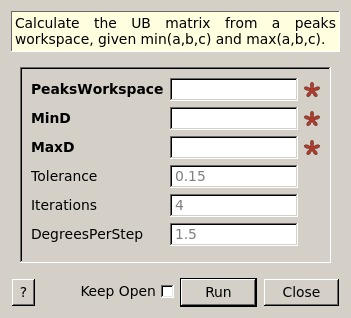 Calculate the UB matrix from a peaks
workspace, given min(a,b,c) and max(a,b,c).
PeaksWorkspace
MinD
MaxD
Tolerance 0.15
Iterations 4
DegreesPerStep 1.5
? Keep Open Run Close